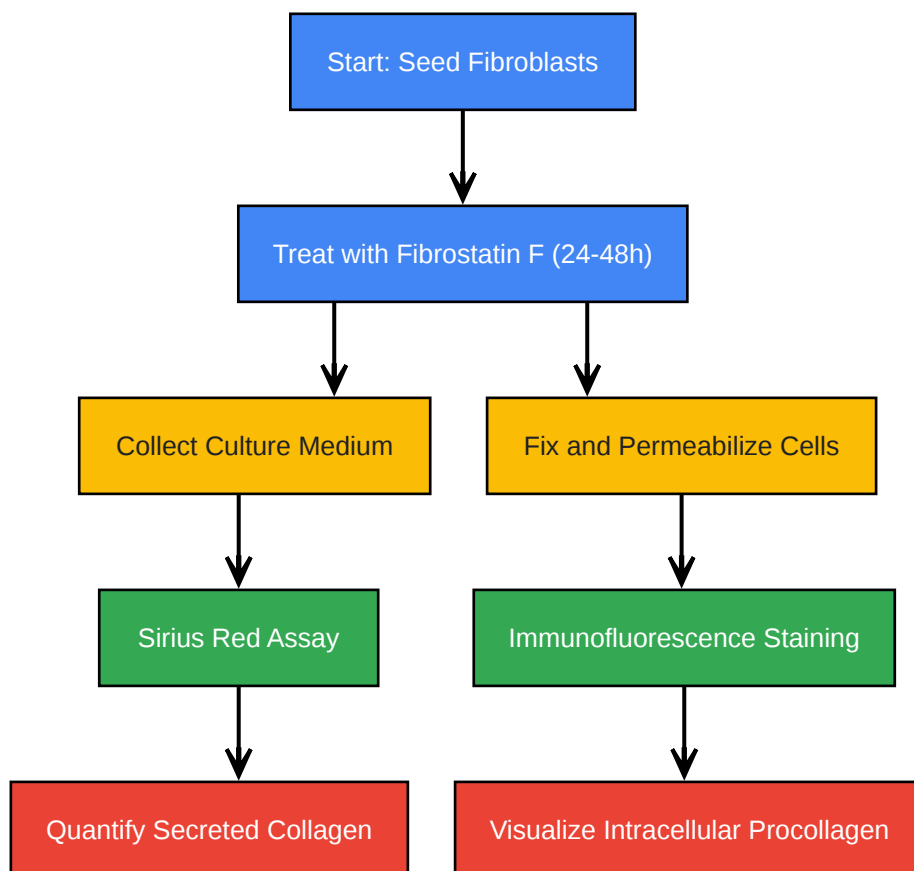 Start: Seed Fibroblasts
Treat with Fibrostatin F (24-48h)
Collect Culture Medium
Fix and Permeabilize Cells
Sirius Red Assay
Immunofluorescence Staining
Quantify Secreted Collagen
Visualize Intracellular Procollagen